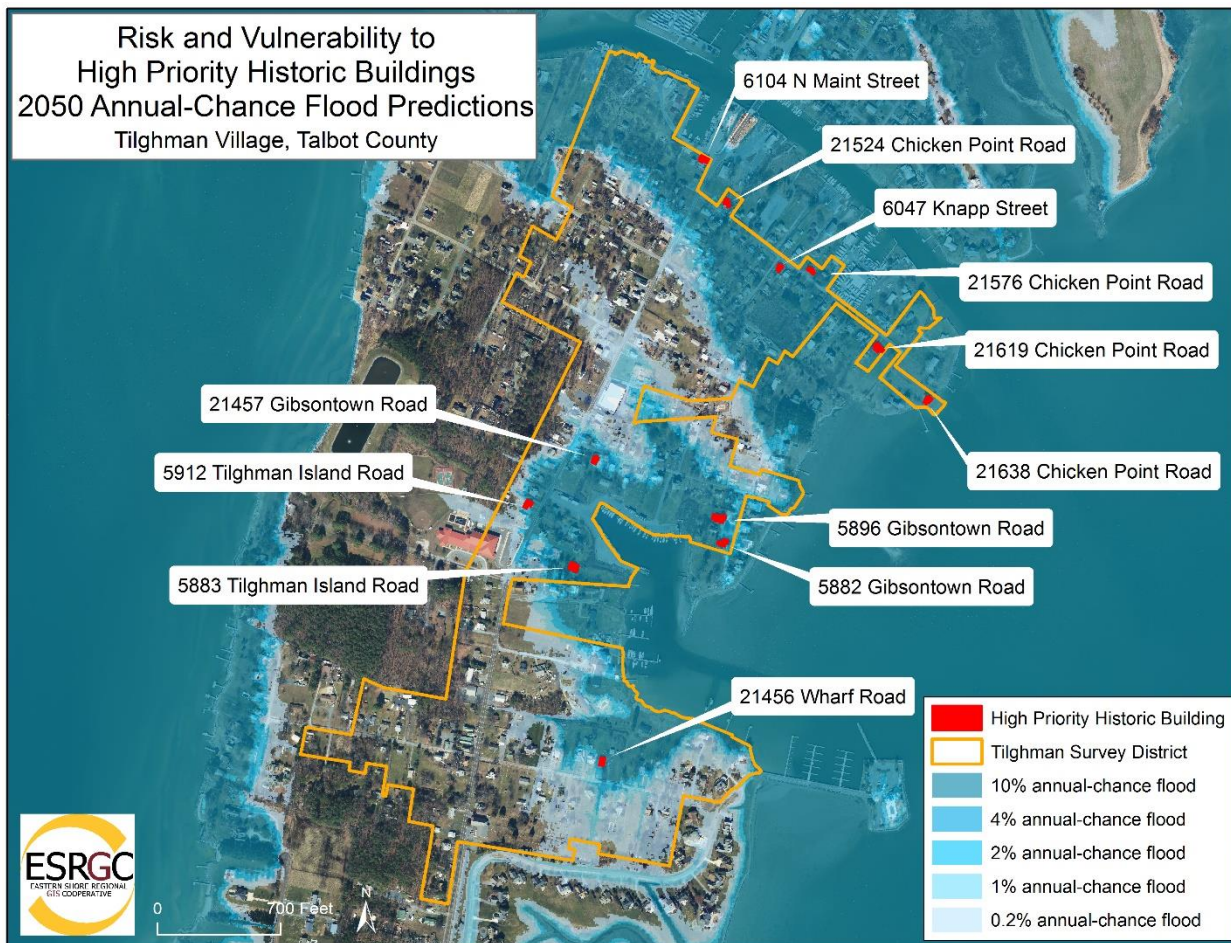 Risk and Vulnerability to
High Priority Historic Buildings
2050 Annual-Chance Flood Predictions
Tilghman Village, Talbot County
6104 N Maint Street
21524 Chicken Point Road
6047 Knapp Street
21576 Chicken Point Road
21619 Chicken Point Road
21638 Chicken Point Road
21457 Gibsontown Road
5912 Tilghman Island Road
5883 Tilghman Island Road
5896 Gibsontown Road
5882 Gibsontown Road
21456 Wharf Road
High Priority Historic Building
Tilghman Survey District
10% annual-chance flood
4% annual-chance flood
2% annual-chance flood
1% annual-chance flood
0.2% annual-chance flood
ESRGC
EASTERN SHORE REGIONAL
GIS COOPERATIVE
0 700 Feet
N